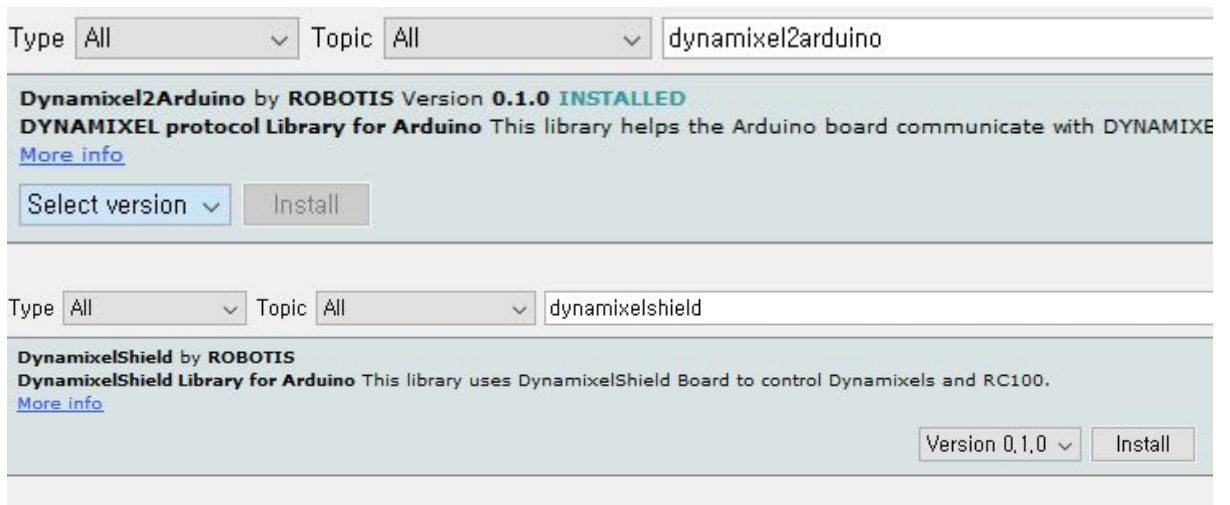 Type All Topic All dynamixel2arduino
Dynamixel2Arduino by ROBOTIS Version 0.1.0 INSTALLED
DYNAMIXEL protocol Library for Arduino This library helps the Arduino board communicate with DYNAMIXE
More info
Select version Install
Type All Topic All dynamixelshield
DynamixelShield by ROBOTIS
DynamixelShield Library for Arduino This library uses DynamixelShield Board to control Dynamixels and RC100.
More info
Version 0,1,0 Install